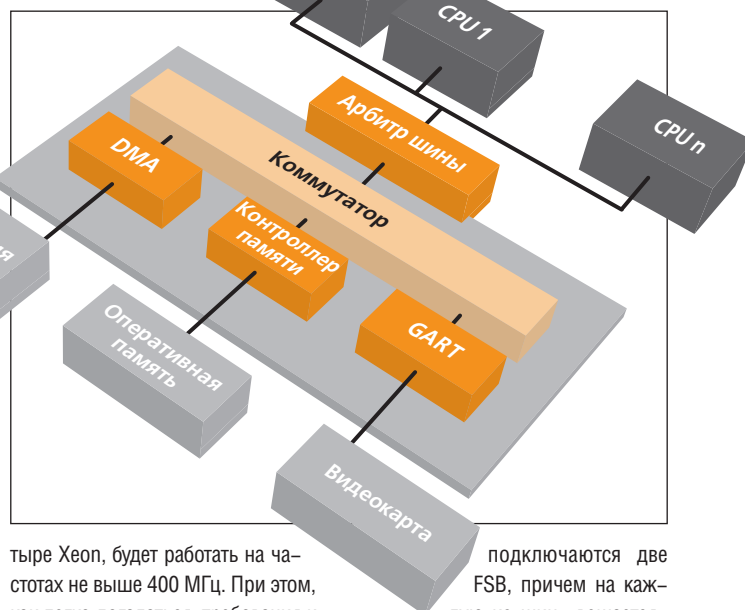 CPU 1
CPU n
Арбитр шины
DMA
Коммутатор
Контроллер
памяти
GART
Оперативная
память
Видеокарта
тыре Xeon, будет работать на ча-
стотах не выше 400 МГц. При этом,
подключаются две
FSB, причем на каж-